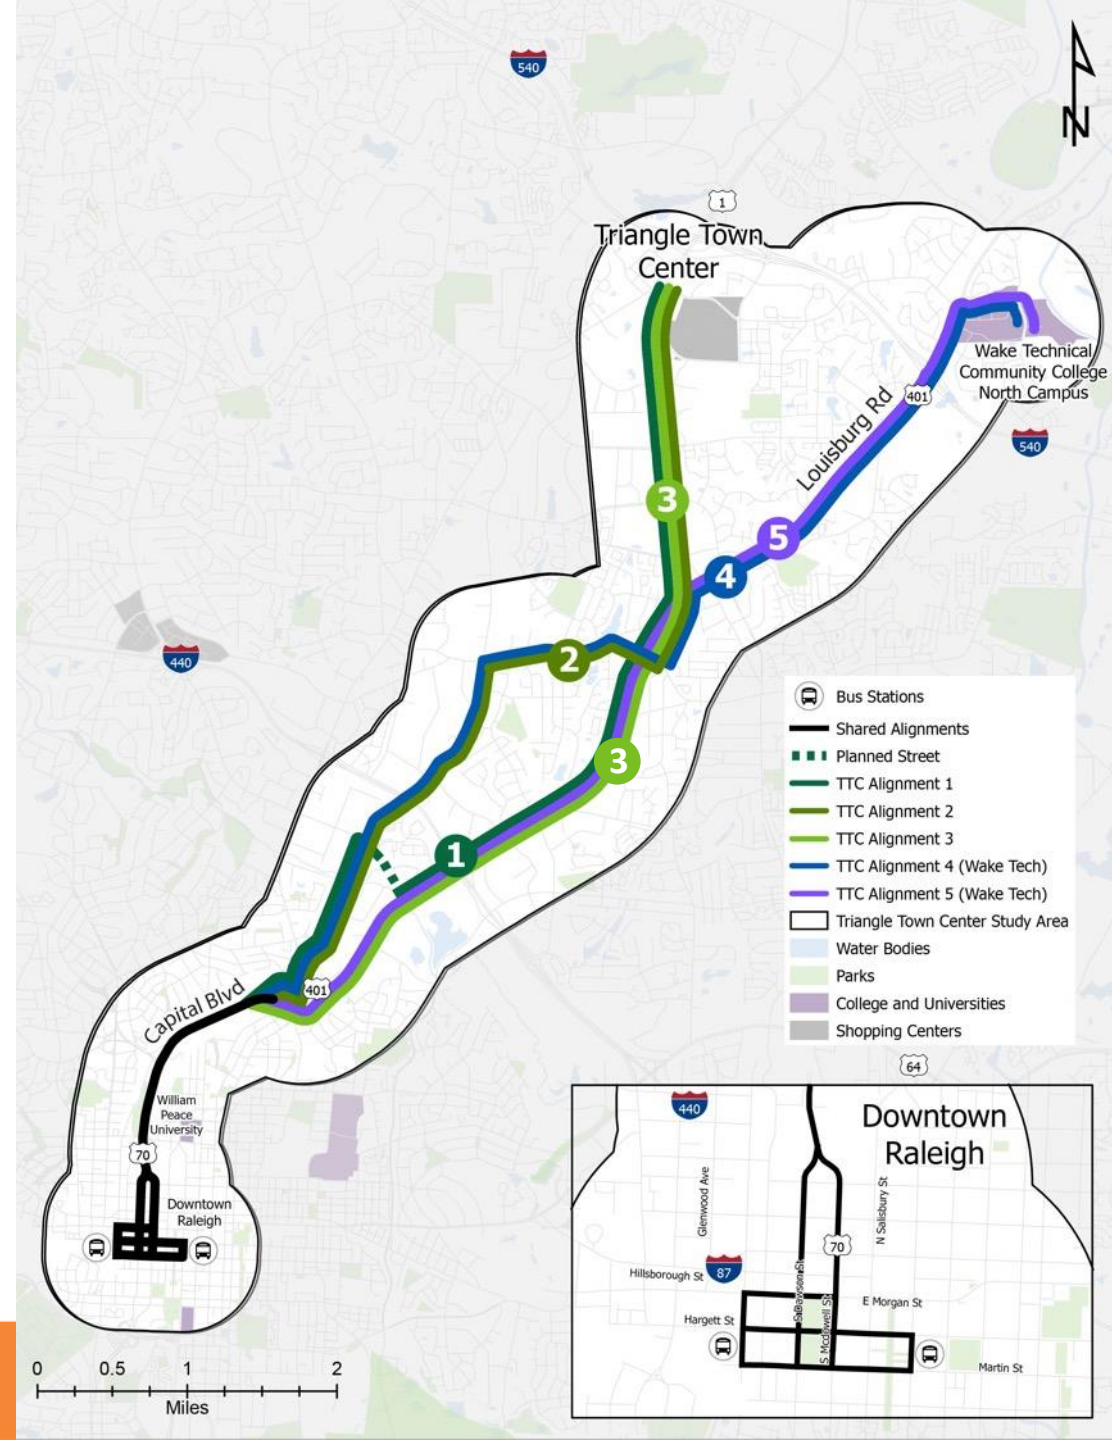 540
N
1
Triangle Town
Center
Wake Technical
Community College
North Campus
401
Louisburg Rd
540
3
5
4
440
2
3
1
Bus Stations
Shared Alignments
Planned Street
TTC Alignment 1
TTC Alignment 2
TTC Alignment 3
TTC Alignment 4 (Wake Tech)
TTC Alignment 5 (Wake Tech)
Triangle Town Center Study Area
Water Bodies
Parks
College and Universities
Shopping Centers
401
Capital Blvd
64
William
Peace
University
70
Downtown
Raleigh
440
Downtown
Raleigh
Glenwood Ave
N Salisbury St
70
87
Hillsborough St
S Dawson St
S Mcdowell St
E Morgan St
Hargett St
Martin St
0 0.5 1 2
Miles